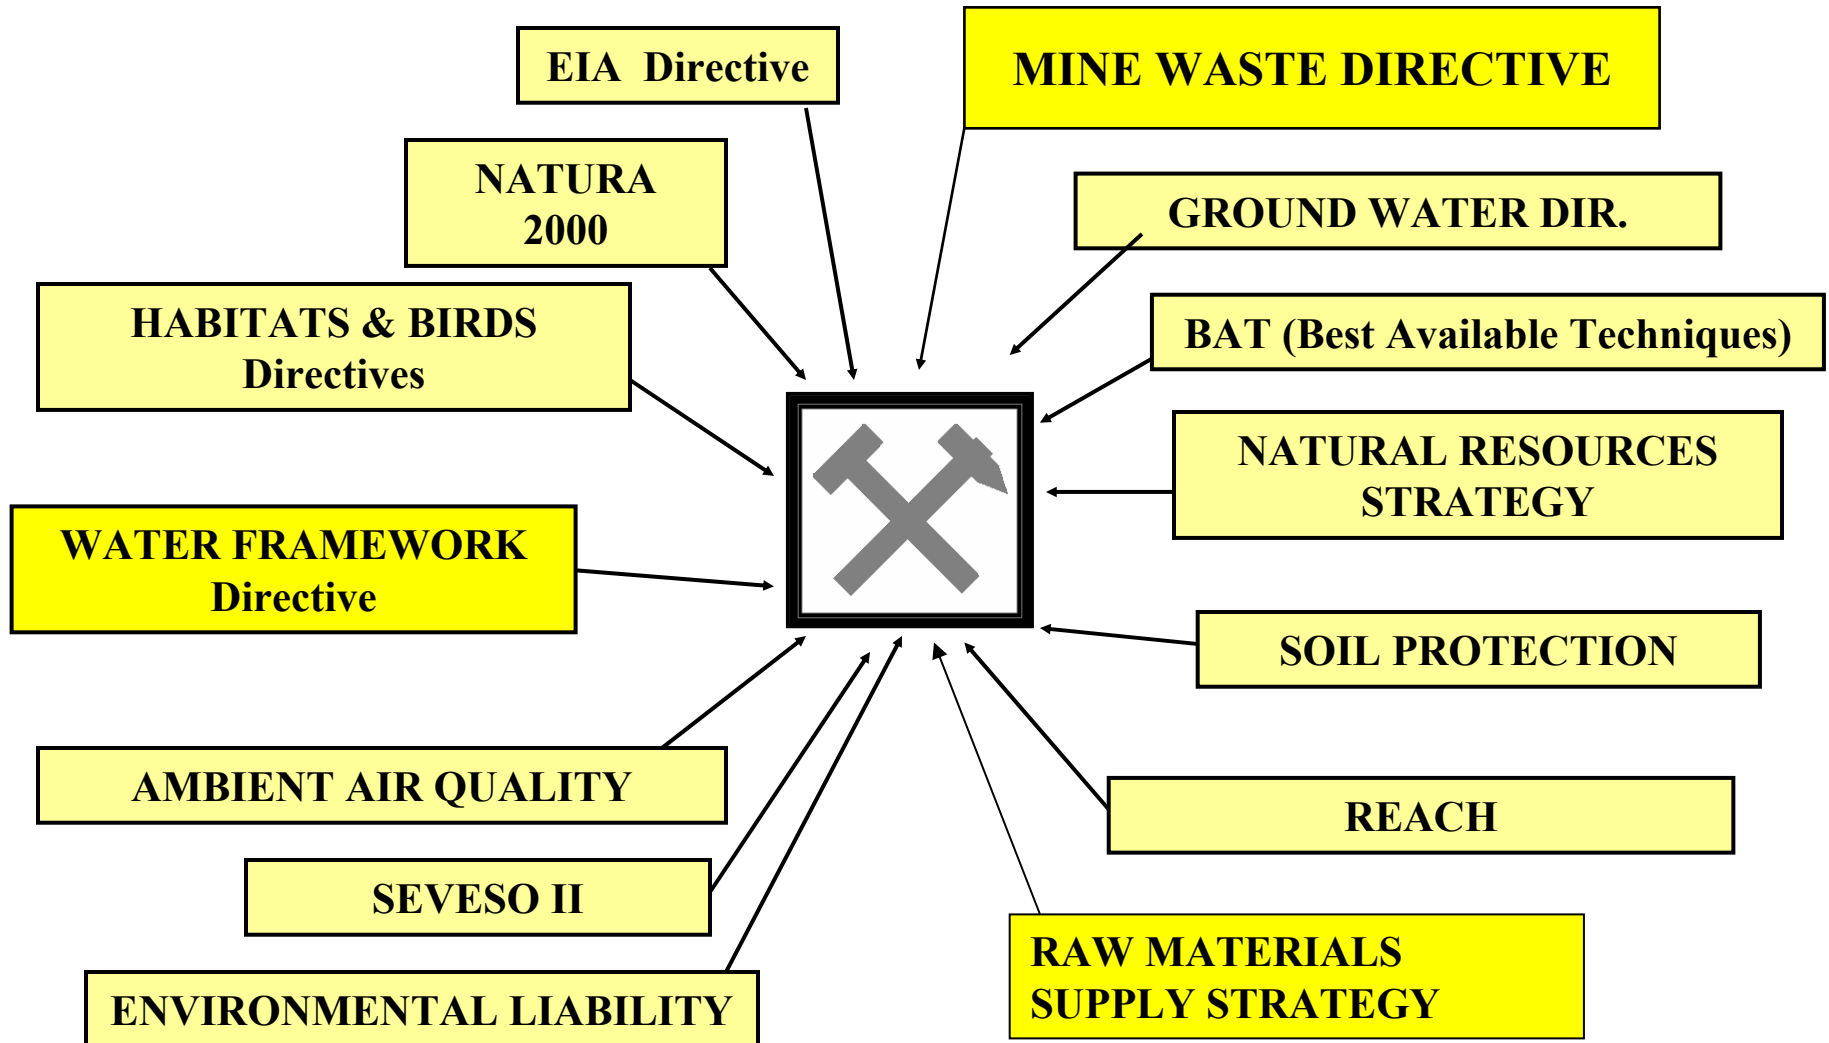 EIA Directive
MINE WASTE DIRECTIVE
NATURA
2000
GROUND WATER DIR.
HABITATS & BIRDS
Directives
BAT (Best Available Techniques)
NATURAL RESOURCES
STRATEGY
WATER FRAMEWORK
Directive
SOIL PROTECTION
AMBIENT AIR QUALITY
REACH
SEVESO II
RAW MATERIALS
SUPPLY STRATEGY
ENVIRONMENTAL LIABILITY